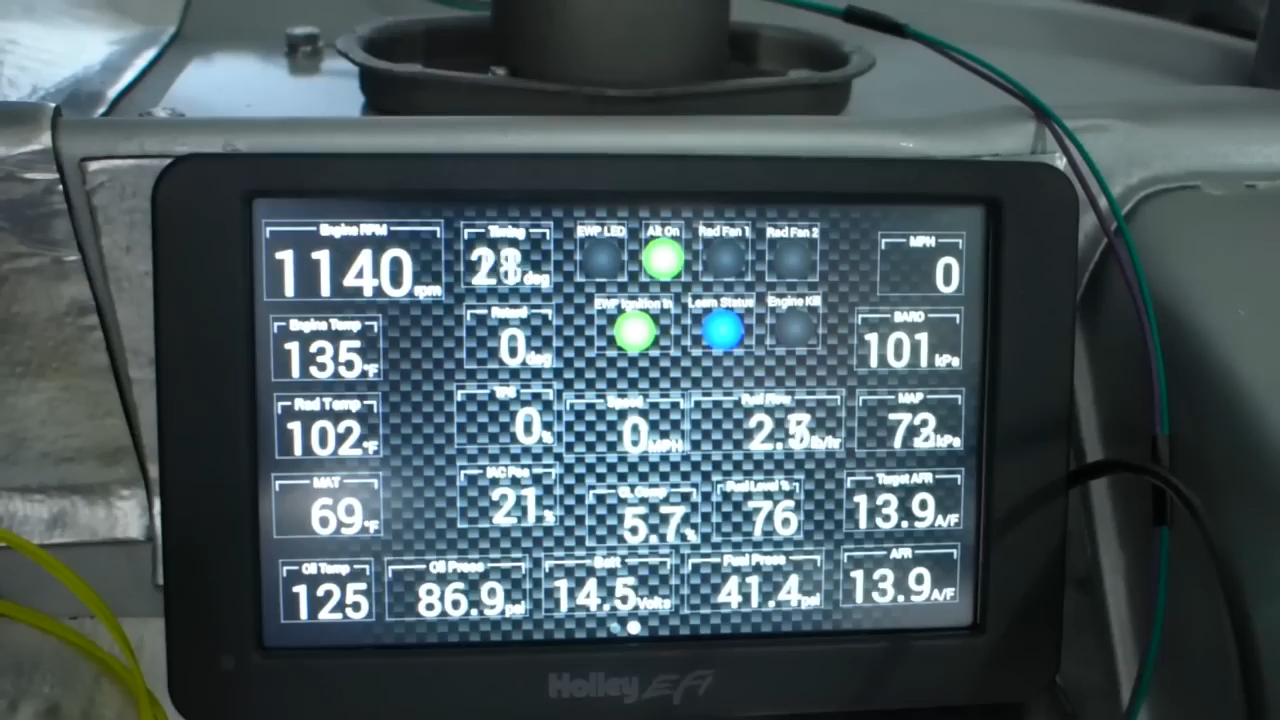 Engine RPM
1140 rpm
Timing
deg
EWP LED
Alt On
Rad Fan 1
Rad Fan 2
MPH
0
Engine Temp
135 °F
Retard
0 deg
EWP Ignition In
Learn Status
Engine Kill
BARO
101 kPa
Rad Temp
102 °F
TPS
0 %
Speed
0 MPH
Fuel Flow
lb/hr
MAP
kPa
MAT
69 °F
IAC Pos
21 %
CL Comp
5.7 %
Fuel Level %
76
Target AFR
13.9 A/F
Oil Temp
125
Oil Press
86.9 psi
Batt
14.5 Volts
Fuel Press
41.4 psi
AFR
13.9 A/F
Holley EFI